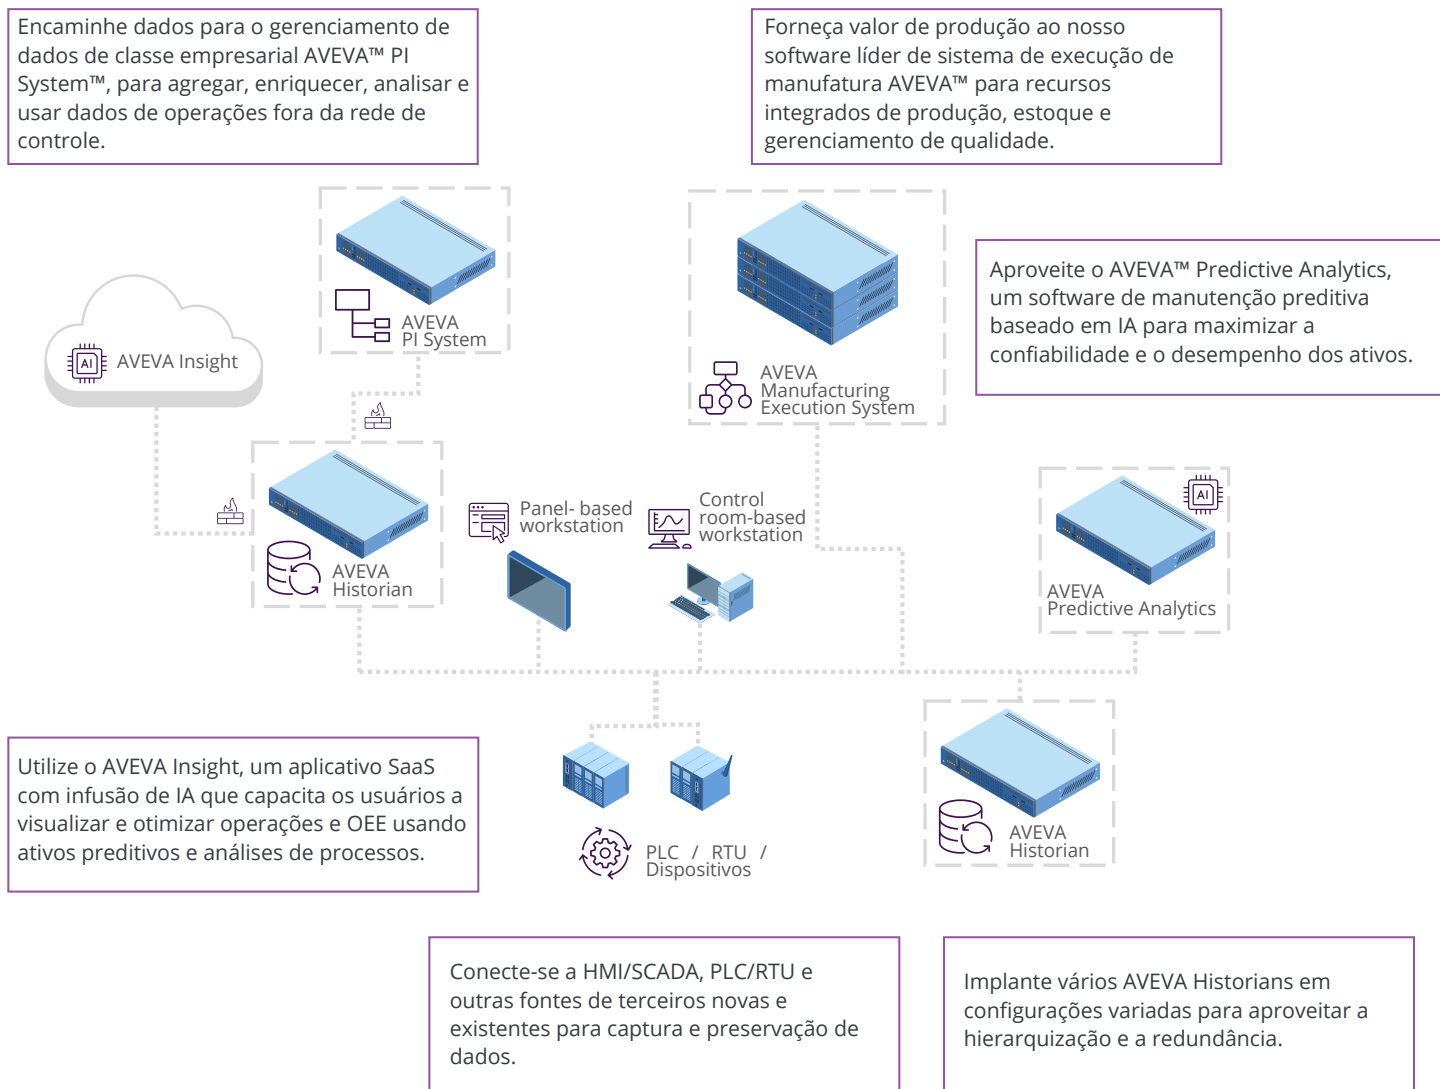 Encaminhe dados para o gerenciamento de
dados de classe empresarial AVEVA™ PI
System™, para agregar, enriquecer, analisar e
usar dados de operações fora da rede de
controle.
Forneça valor de produção ao nosso
software líder de sistema de execução de
manufatura AVEVA™ para recursos
integrados de produção, estoque e
gerenciamento de qualidade.
Aproveite o AVEVA™ Predictive Analytics,
um software de manutenção preditiva
baseado em IA para maximizar a
confiabilidade e o desempenho dos ativos.
AVEVA
PI System
AI
AVEVA Insight
AVEVA
Manufacturing
Execution System
AVEVA
Historian
Panel- based
workstation
Control
room-based
workstation
AI
AVEVA
Predictive Analytics
Utilize o AVEVA Insight, um aplicativo SaaS
com infusão de IA que capacita os usuários a
visualizar e otimizar operações e OEE usando
ativos preditivos e análises de processos.
PLC / RTU /
Dispositivos
AVEVA
Historian
Conecte-se a HMI/SCADA, PLC/RTU e
outras fontes de terceiros novas e
existentes para captura e preservação de
dados.
Implante vários AVEVA Historians em
configurações variadas para aproveitar a
hierarquização e a redundância.